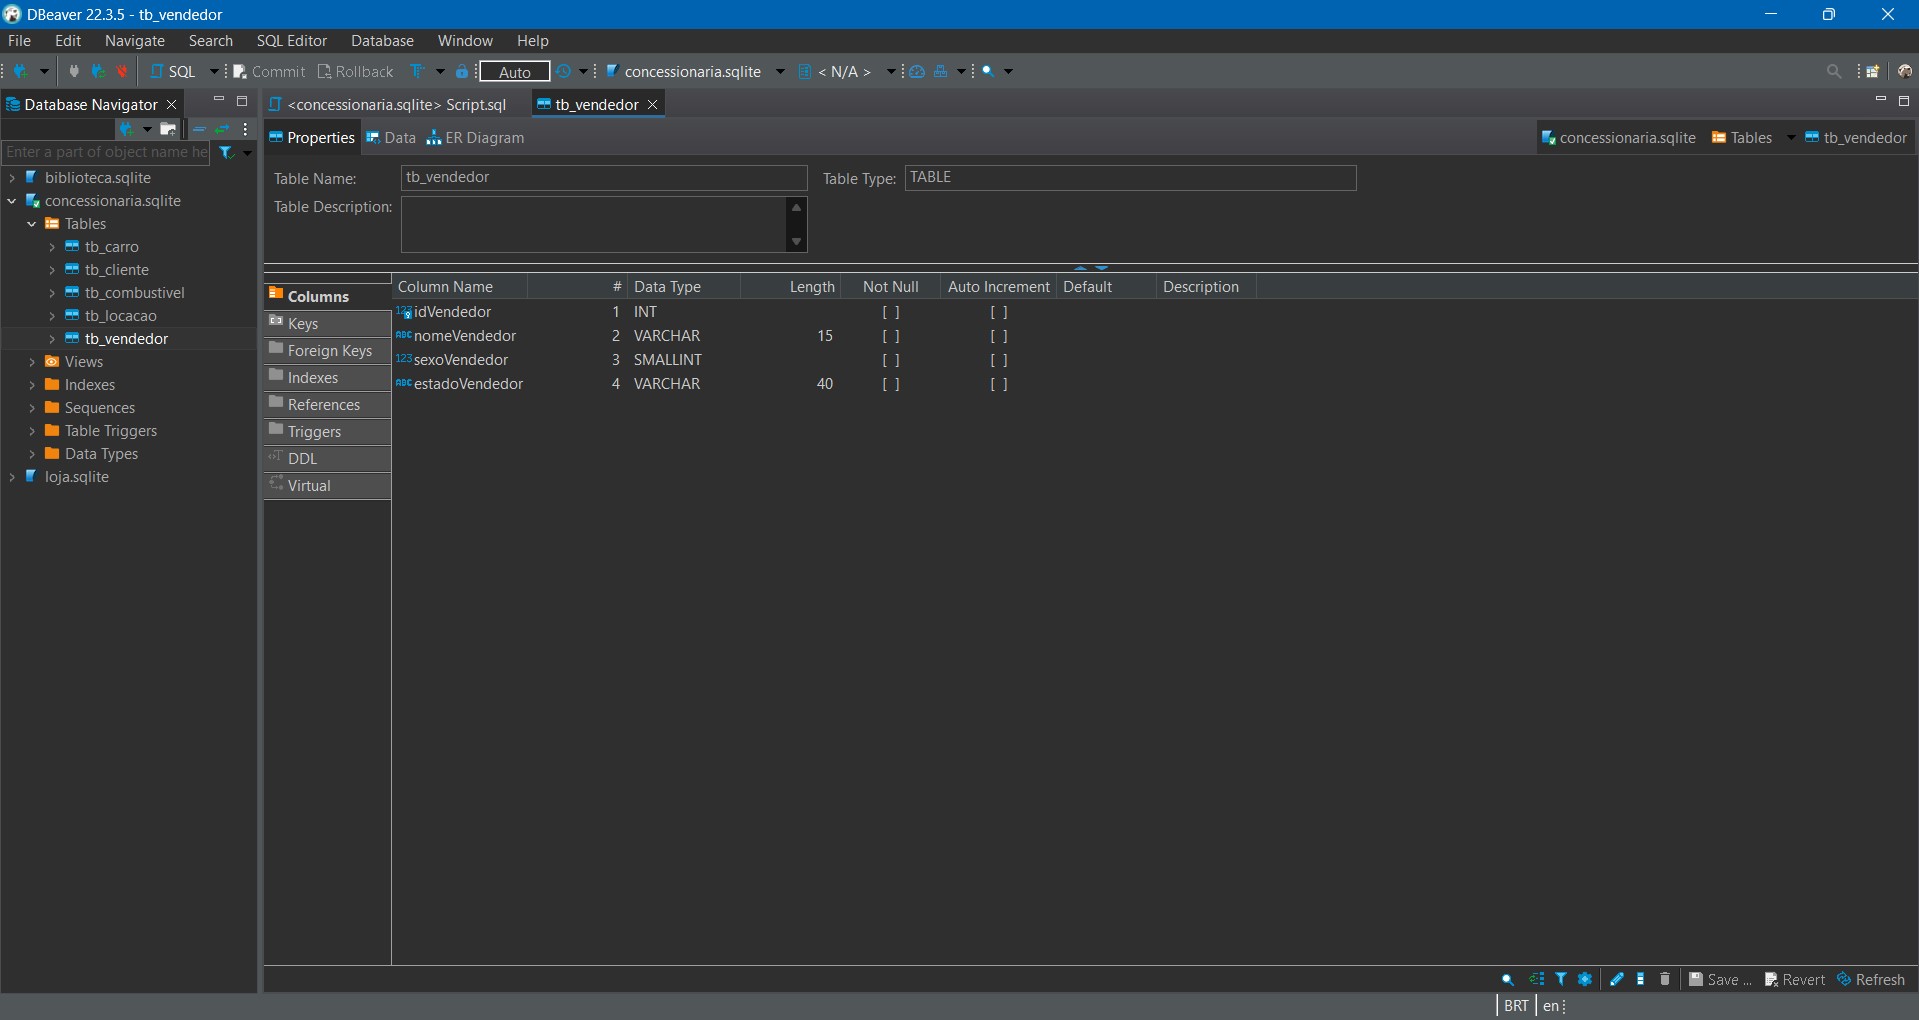 DBeaver 22.3.5 - tb_vendedor
File Edit Navigate Search SQL Editor Database Window Help
SQL Commit Rollback Auto concessionaria.sqlite < N/A >
Database Navigator
<concessionaria.sqlite> Script.sql tb_vendedor
Enter a part of object name he
biblioteca.sqlite
concessionaria.sqlite
Tables
tb_carro
tb_cliente
tb_combustivel
tb_locacao
tb_vendedor
Views
Indexes
Sequences
Table Triggers
Data Types
loja.sqlite
Properties Data ER Diagram
concessionaria.sqlite Tables tb_vendedor
Table Name: tb_vendedor Table Type: TABLE
Table Description:
Columns
Keys
Foreign Keys
Indexes
References
Triggers
DDL
Virtual
Column Name # Data Type Length Not Null Auto Increment Default Description
123 idVendedor 1 INT [ ] [ ]
ABC nomeVendedor 2 VARCHAR 15 [ ] [ ]
123 sexoVendedor 3 SMALLINT [ ] [ ]
ABC estadoVendedor 4 VARCHAR 40 [ ] [ ]
Save ... Revert Refresh
BRT en